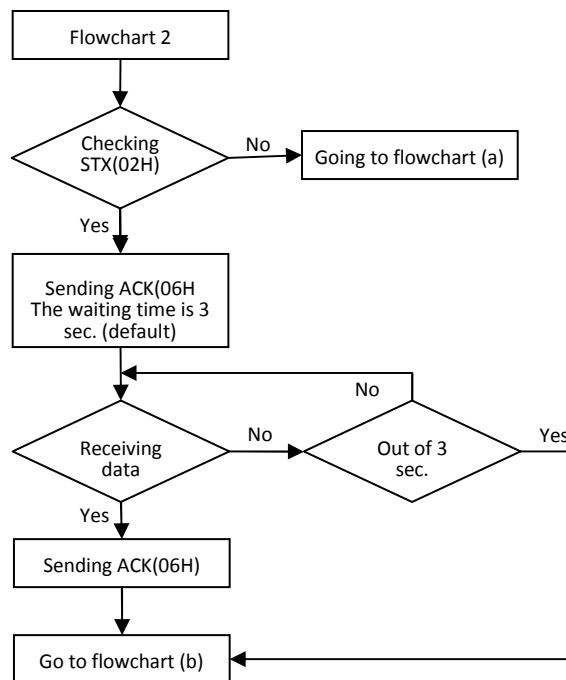 Flowchart 2
Checking
STX(02H)
No
Going to flowchart (a)
Yes
Sending ACK(06H
The waiting time is 3
sec. (default)
No
Receiving
data
No
Out of 3
sec.
Yes
Yes
Sending ACK(06H)
Go to flowchart (b)